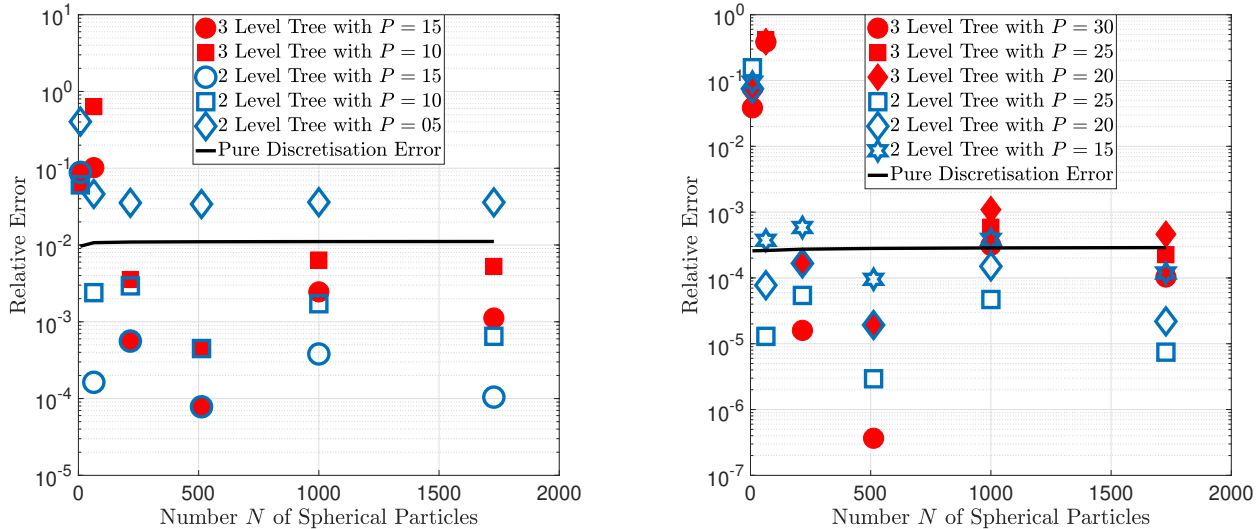 10^1
10^0
10^-1
10^-2
10^-3
10^-4
10^-5
Relative Error
0
500
1000
1500
2000
Number N of Spherical Particles
3 Level Tree with P = 15
3 Level Tree with P = 10
2 Level Tree with P = 15
2 Level Tree with P = 10
2 Level Tree with P = 05
Pure Discretisation Error
10^0
10^-1
10^-2
10^-3
10^-4
10^-5
10^-6
10^-7
Relative Error
0
500
1000
1500
2000
Number N of Spherical Particles
3 Level Tree with P = 30
3 Level Tree with P = 25
3 Level Tree with P = 20
2 Level Tree with P = 25
2 Level Tree with P = 20
2 Level Tree with P = 15
Pure Discretisation Error